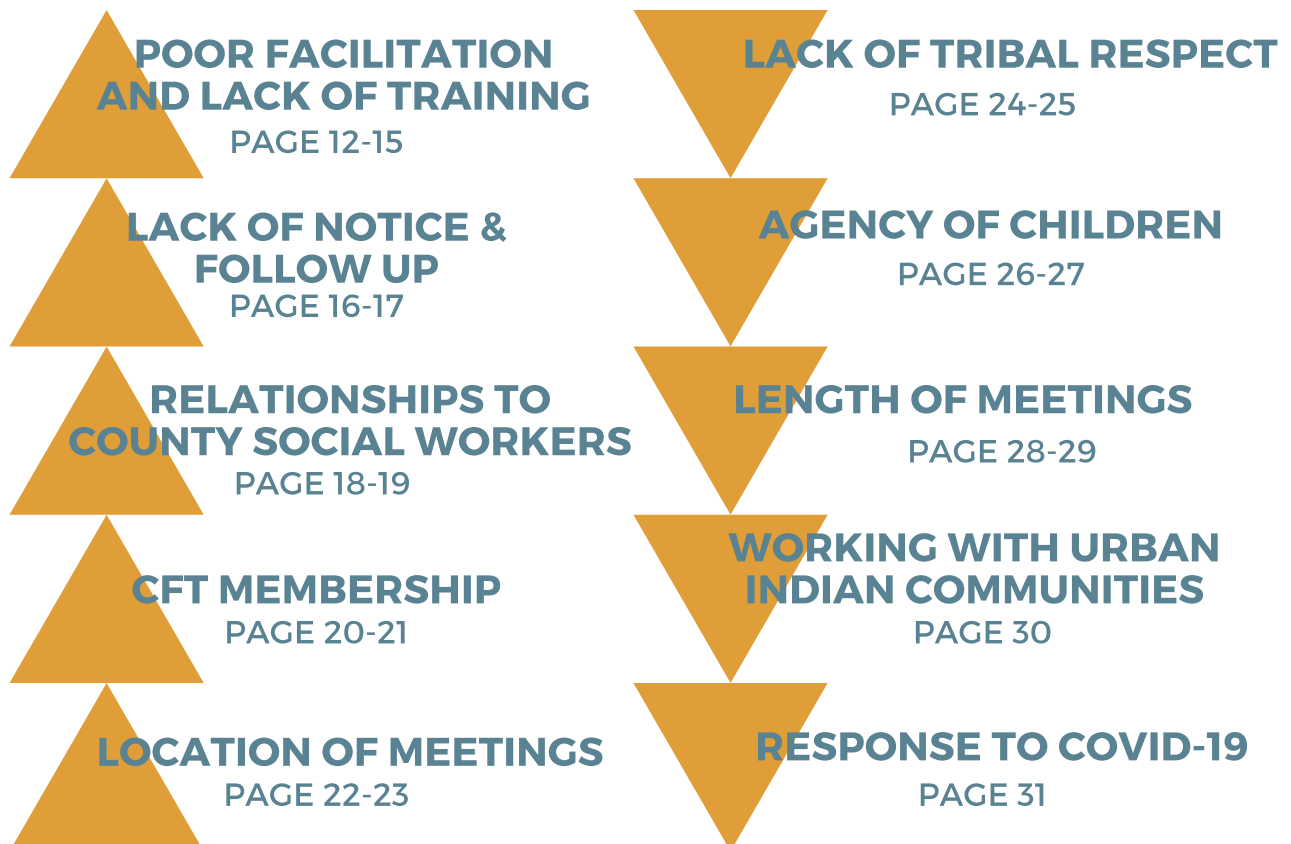 POOR FACILITATION
AND LACK OF TRAINING
PAGE 12-15
LACK OF NOTICE &
FOLLOW UP
PAGE 16-17
RELATIONSHIPS TO
COUNTY SOCIAL WORKERS
PAGE 18-19
CFT MEMBERSHIP
PAGE 20-21
LOCATION OF MEETINGS
PAGE 22-23
LACK OF TRIBAL RESPECT
PAGE 24-25
AGENCY OF CHILDREN
PAGE 26-27
LENGTH OF MEETINGS
PAGE 28-29
WORKING WITH URBAN
INDIAN COMMUNITIES
PAGE 30
RESPONSE TO COVID-19
PAGE 31